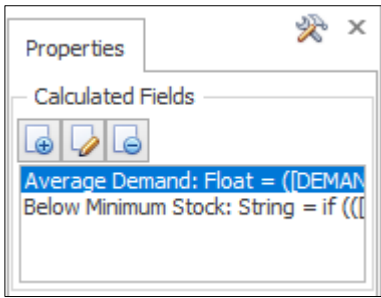 Properties
Calculated Fields
Average Demand: Float = ([DEMAN
Below Minimum Stock: String = if ((([